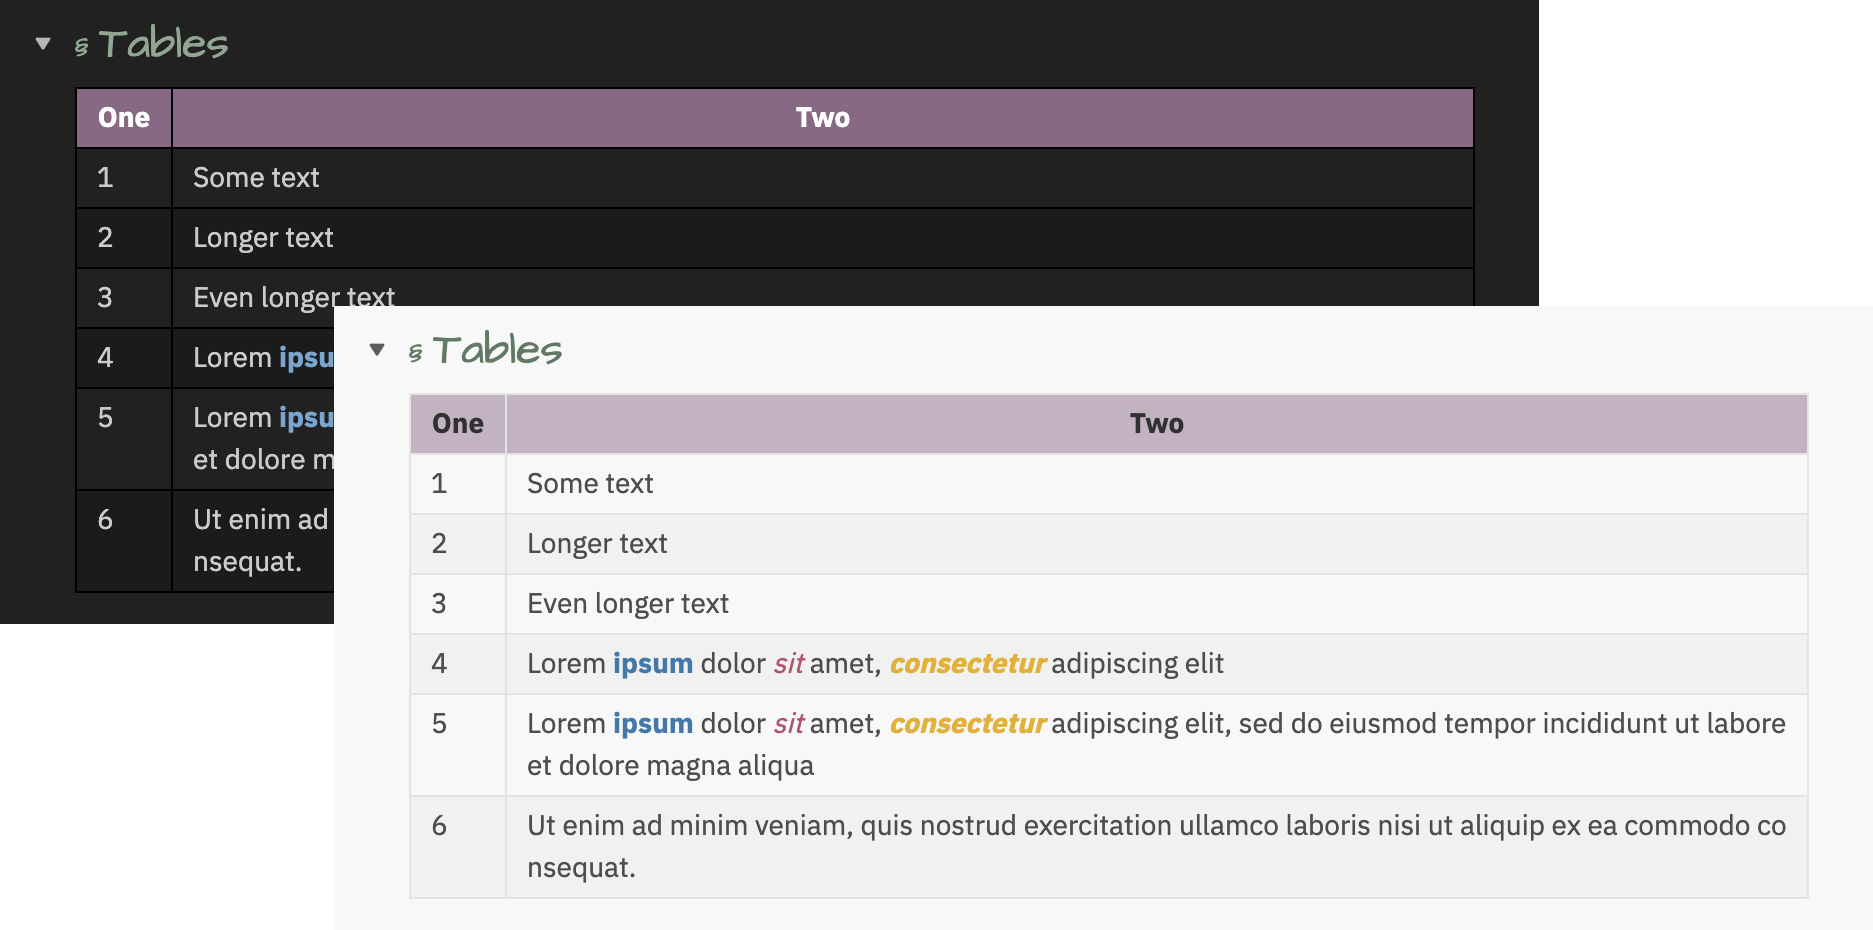 § Tables
One Two
1 Some text
2 Longer text
3 Even longer text
4 Lorem ipsu
5 Lorem ipsu
et dolore m
6 Ut enim ad
nsequat.
§ Tables
One Two
1 Some text
2 Longer text
3 Even longer text
4 Lorem ipsum dolor sit amet, consectetur adipiscing elit
5 Lorem ipsum dolor sit amet, consectetur adipiscing elit, sed do eiusmod tempor incididunt ut labore
et dolore magna aliqua
6 Ut enim ad minim veniam, quis nostrud exercitation ullamco laboris nisi ut aliquip ex ea commodo co
nsequat.